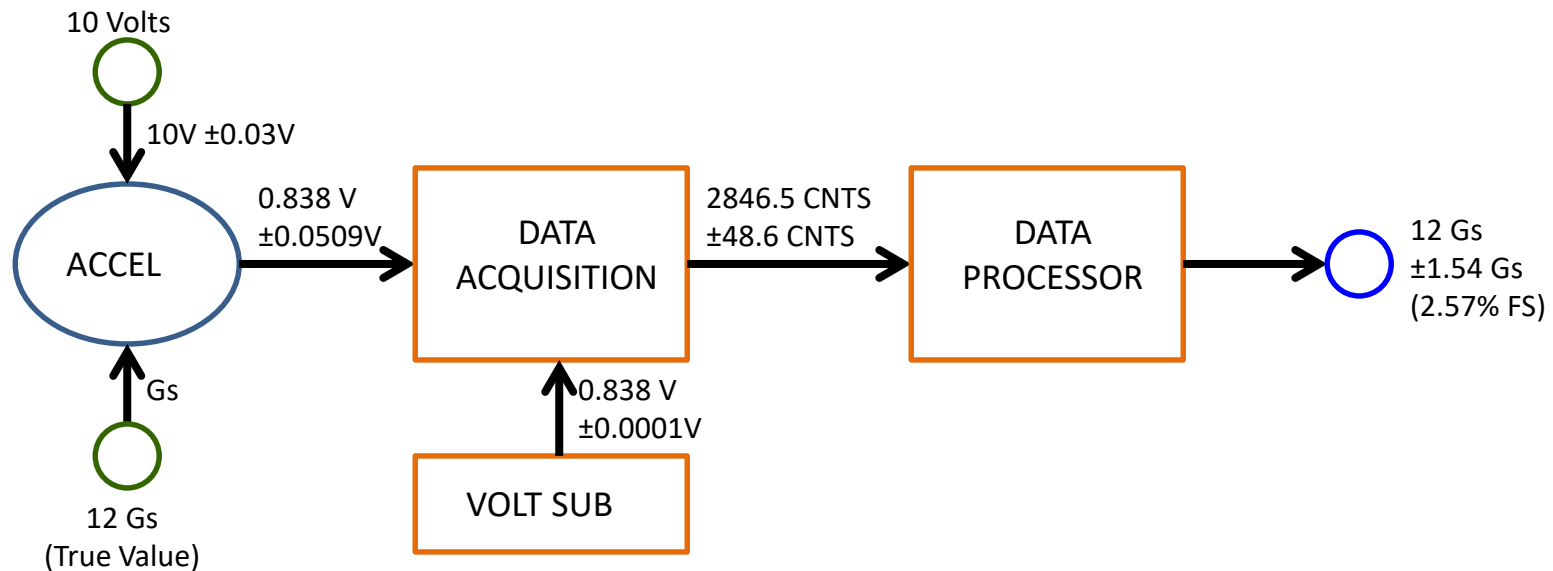 10 Volts
10V ±0.03V
ACCEL
0.838 V
±0.0509V
Gs
12 Gs
(True Value)
DATA
ACQUISITION
0.838 V
±0.0001V
VOLT SUB
2846.5 CNTS
±48.6 CNTS
DATA
PROCESSOR
12 Gs
±1.54 Gs
(2.57% FS)